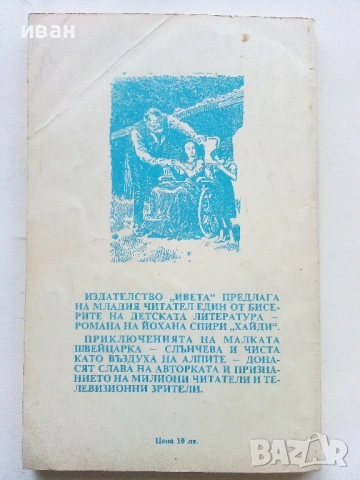 иван
ИЗДАТЕЛСТВО „ИВЕТА“ ПРЕДЛАГА
НА МЛАДИЯ ЧИТАТЕЛ ЕДИН ОТ БИСЕ-
РИТЕ НА ДЕТСКАТА ЛИТЕРАТУРА –
РОМАНА НА ЙОХАНА СПИРИ „ХАЙДИ“.
ПРИКЛЮЧЕНИЯТА НА МАЛКАТА
ШВЕЙЦАРКА – СЛЪНЧЕВА И ЧИСТА
КАТО ВЪЗДУХА НА АЛПИТЕ – ДОНА-
СЯТ СЛАВА НА АВТОРКАТА И ПРИЗНА-
НИЕТО НА МИЛИОНИ ЧИТАТЕЛИ И ТЕ-
ЛЕВИЗИОННИ ЗРИТЕЛИ.
Цена 10 лв.
BAZAR